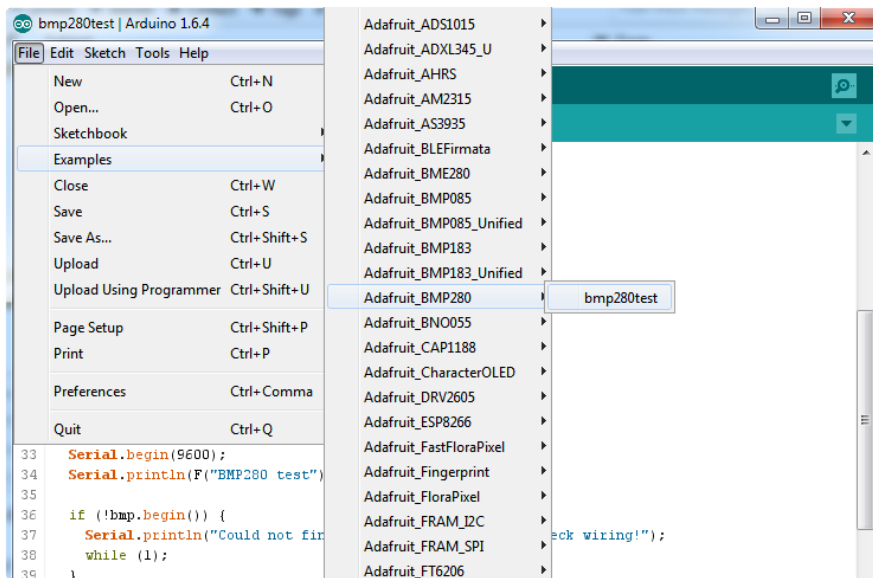 bmp280test | Arduino 1.6.4
File Edit Sketch Tools Help
New Ctrl+N
Open... Ctrl+O
Sketchbook
Examples
Close Ctrl+W
Save Ctrl+S
Save As... Ctrl+Shift+S
Upload Ctrl+U
Upload Using Programmer Ctrl+Shift+U
Page Setup Ctrl+Shift+P
Print Ctrl+P
Preferences Ctrl+Comma
Quit Ctrl+Q
Adafruit_ADS1015
Adafruit_ADXL345_U
Adafruit_AHRS
Adafruit_AM2315
Adafruit_AS3935
Adafruit_BLEFirmata
Adafruit_BME280
Adafruit_BMP085
Adafruit_BMP085_Unified
Adafruit_BMP183
Adafruit_BMP183_Unified
Adafruit_BMP280
Adafruit_BNO055
Adafruit_CAP1188
Adafruit_CharacterOLED
Adafruit_DRV2605
Adafruit_ESP8266
Adafruit_FastFloraPixel
Adafruit_Fingerprint
Adafruit_FloraPixel
Adafruit_FRAM_I2C
Adafruit_FRAM_SPI
Adafruit_FT6206
bmp280test
33 Serial.begin(9600);
34 Serial.println(F("BMP280 test")
35
36 if (!bmp.begin()) {
37 Serial.println("Could not fin eck wiring!");
38 while (1);
39 }